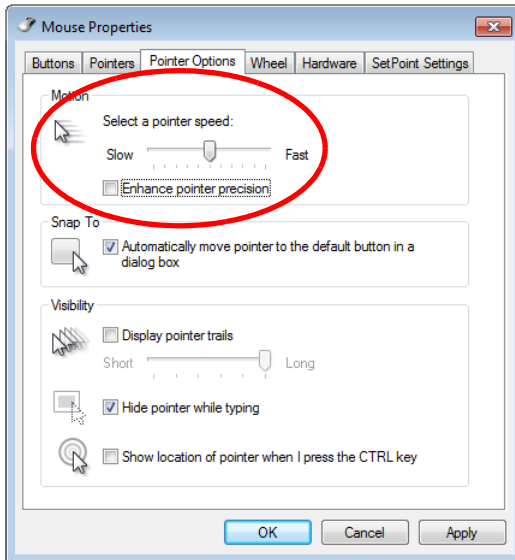 Mouse Properties
Buttons Pointers Pointer Options Wheel Hardware SetPoint Settings
Motion
Select a pointer speed:
Slow Fast
Enhance pointer precision
Snap To
Automatically move pointer to the default button in a
dialog box
Visibility
Display pointer trails
Short Long
Hide pointer while typing
Show location of pointer when I press the CTRL key
OK Cancel Apply